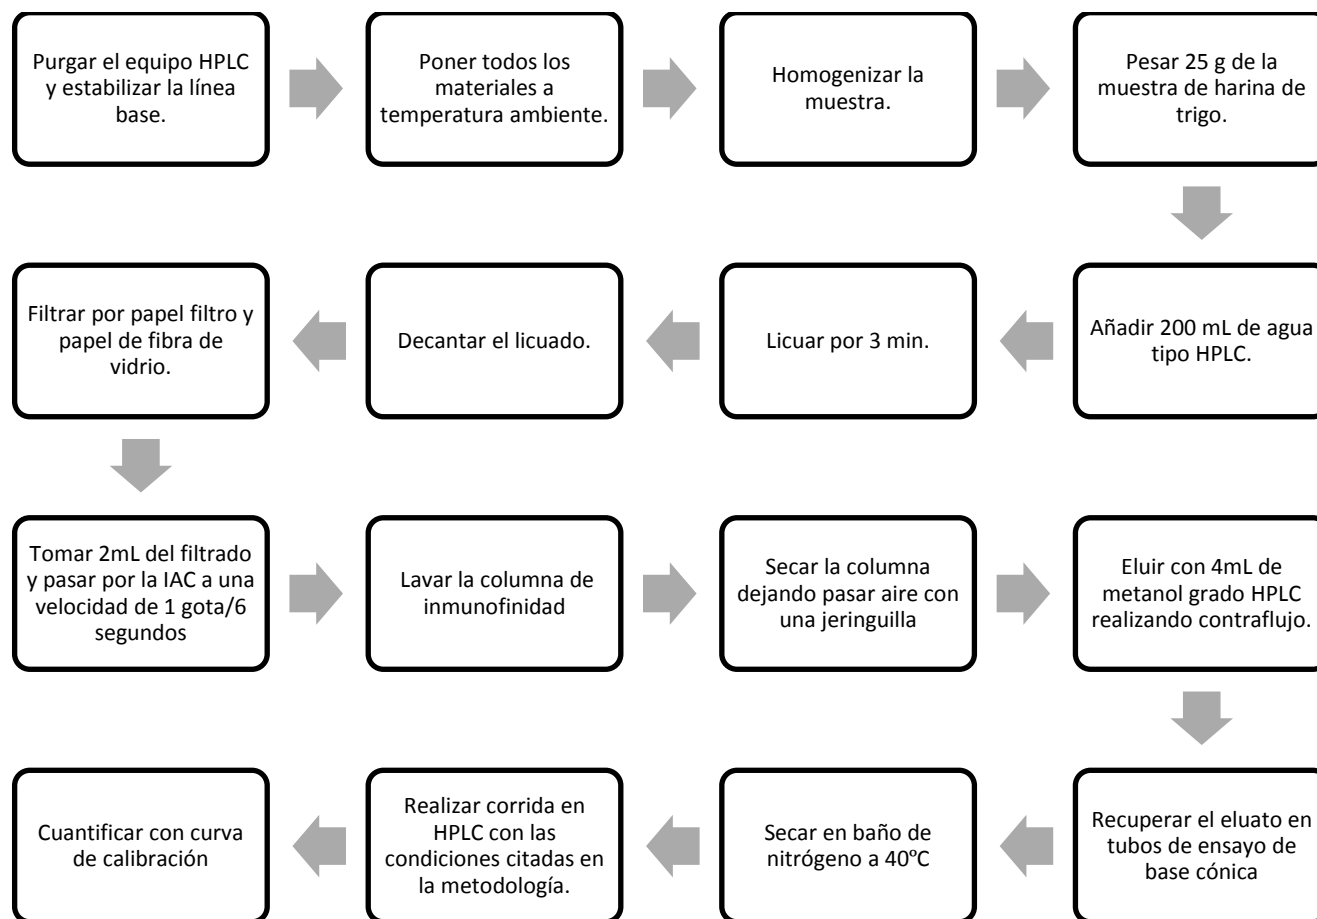 Purgar el equipo HPLC
y estabilizar la línea
base.
Poner todos los
materiales a
temperatura ambiente.
Homogenizar la
muestra.
Pesar 25 g de la
muestra de harina de
trigo.
Añadir 200 mL de agua
tipo HPLC.
Licuar por 3 min.
Decantar el licuado.
Filtrar por papel filtro y
papel de fibra de
vidrio.
Tomar 2mL del filtrado
y pasar por la IAC a una
velocidad de 1 gota/6
segundos
Lavar la columna de
inmunofinidad
Secar la columna
dejando pasar aire con
una jeringuilla
Eluir con 4mL de
metanol grado HPLC
realizando contraflujo.
Recuperar el eluato en
tubos de ensayo de
base cónica
Secar en baño de
nitrógeno a 40°C
Realizar corrida en
HPLC con las
condiciones citadas en
la metodología.
Cuantificar con curva
de calibración